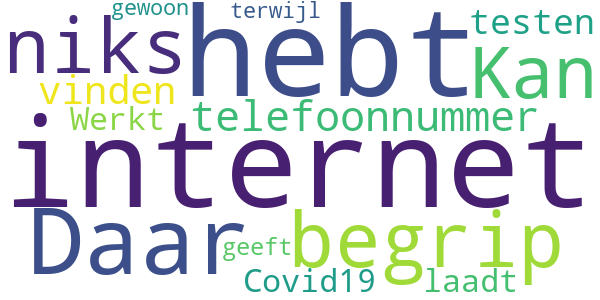 gewoon terwijl
niks hebt testen
Kan
vinden
Werkt telefoonnummer
internet
Daar begrip
geeft
Covid19 laadt